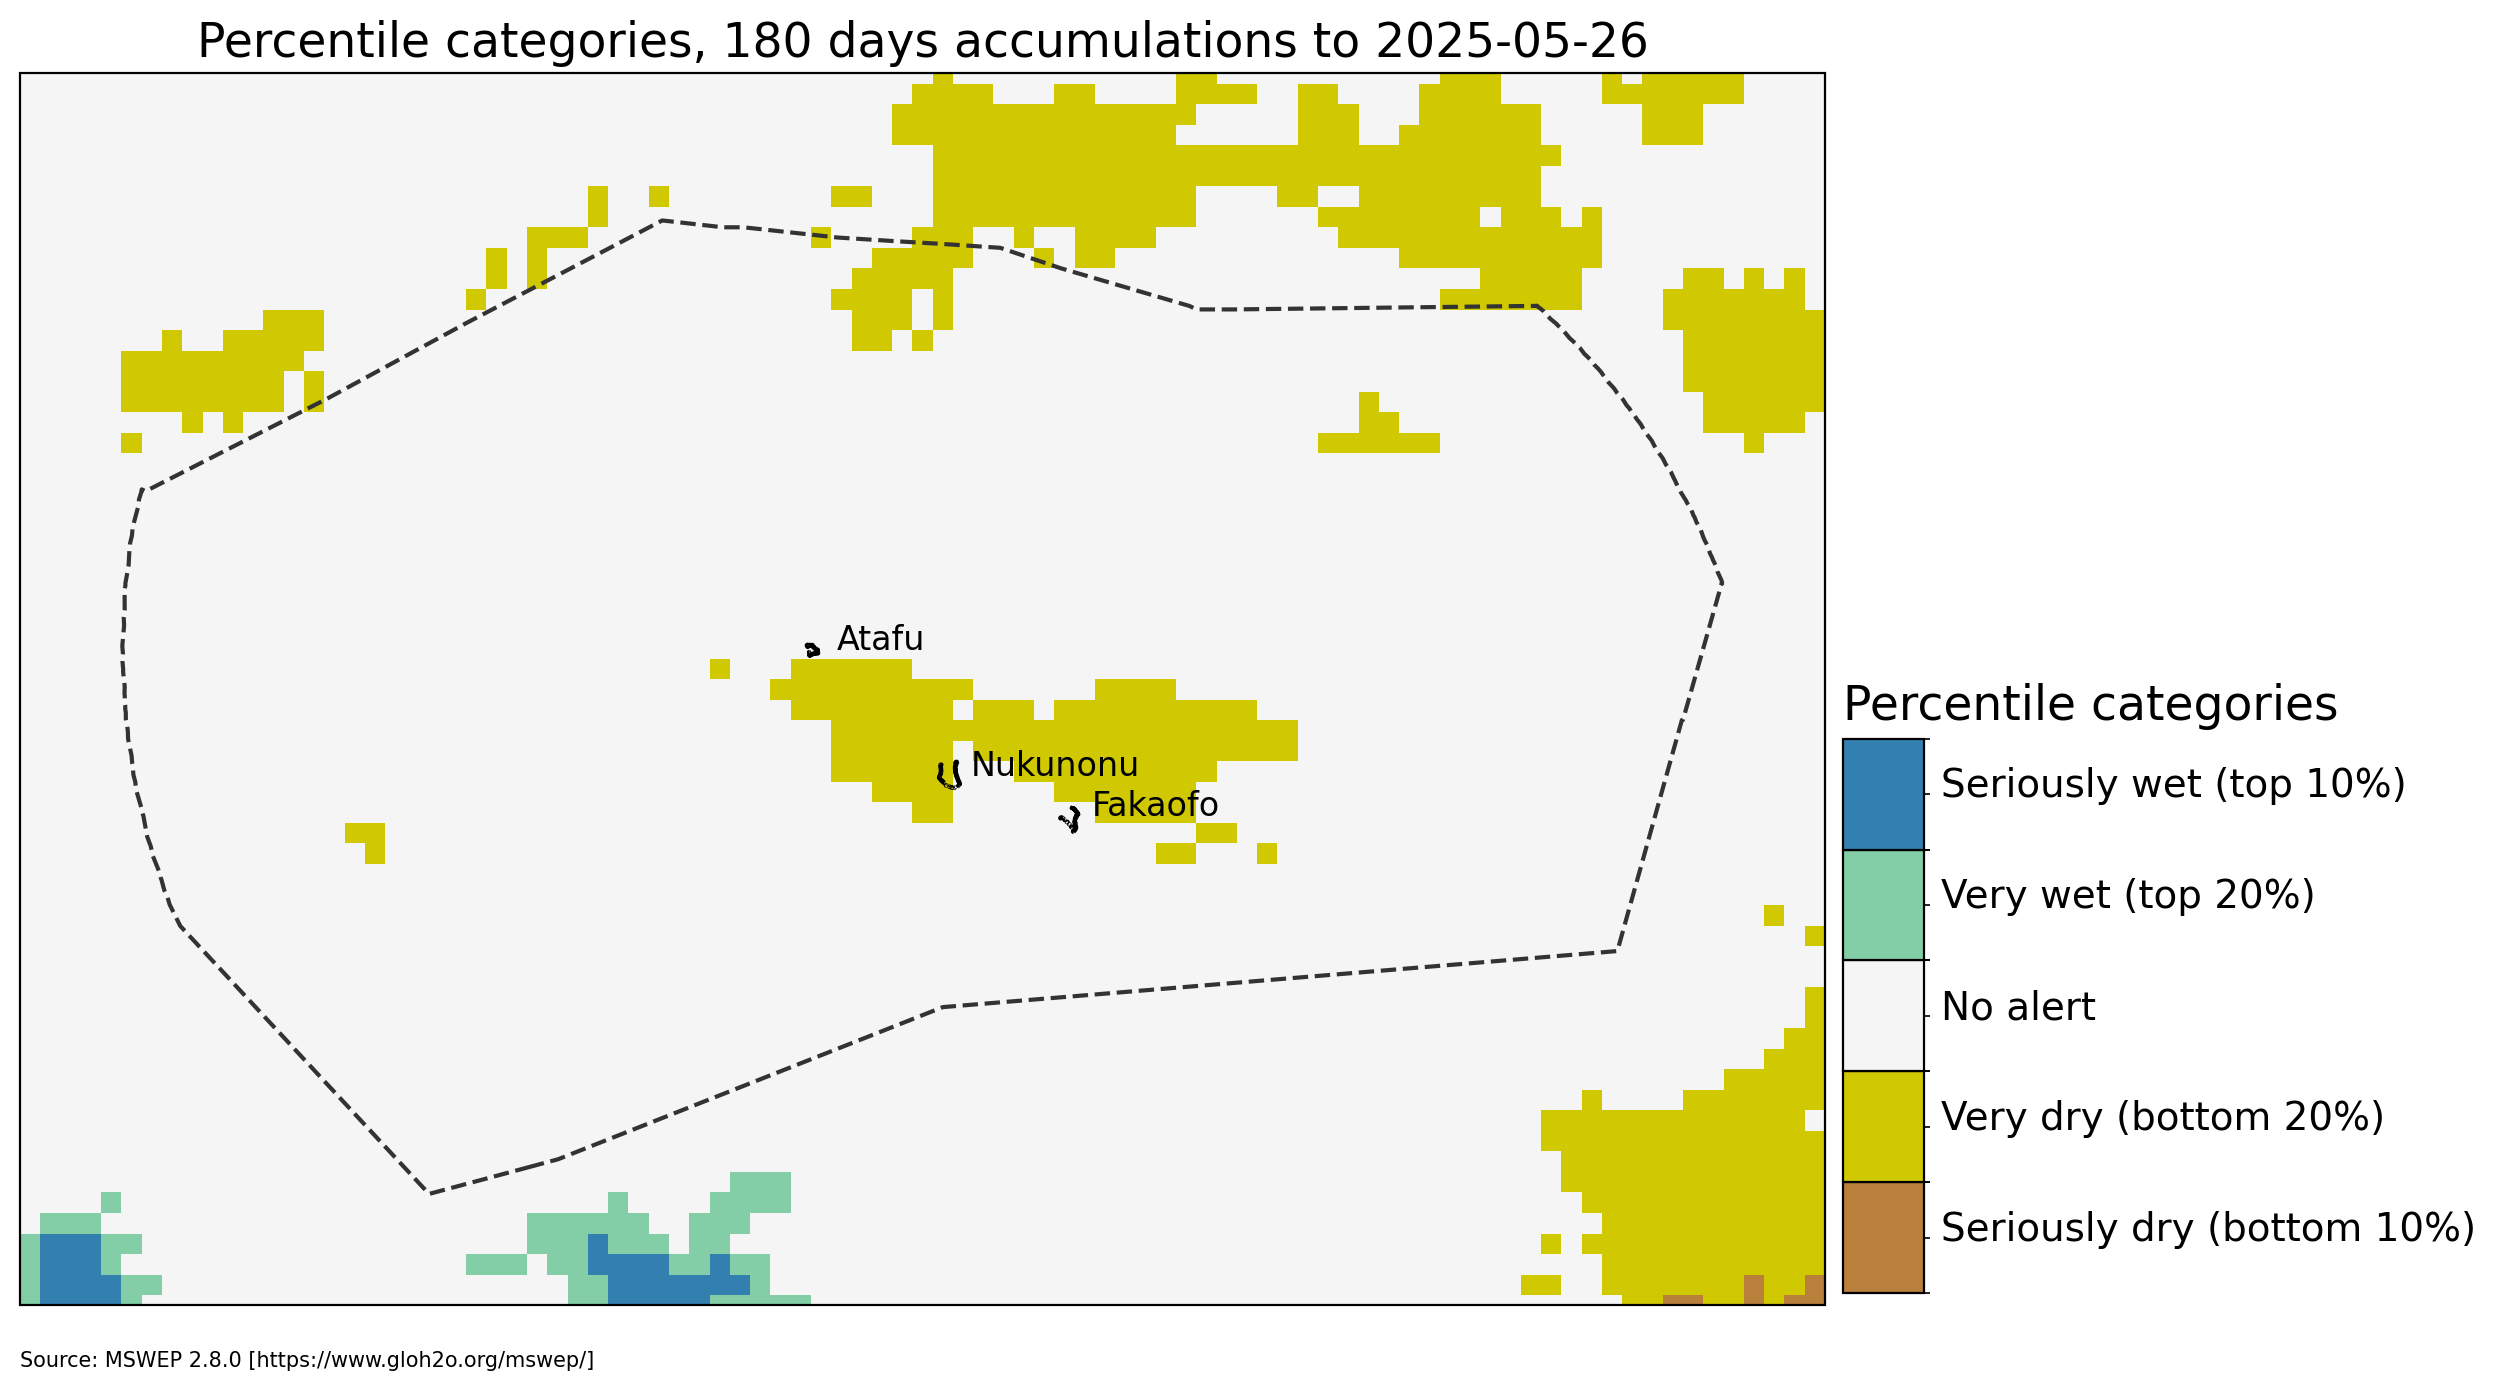 Percentile categories, 180 days accumulations to 2025-05-26
Atafu
Nukunonu
Fakaofo
Percentile categories
Seriously wet (top 10%)
Very wet (top 20%)
No alert
Very dry (bottom 20%)
Seriously dry (bottom 10%)
Source: MSWEP 2.8.0 [https://www.gloh2o.org/mswep/]